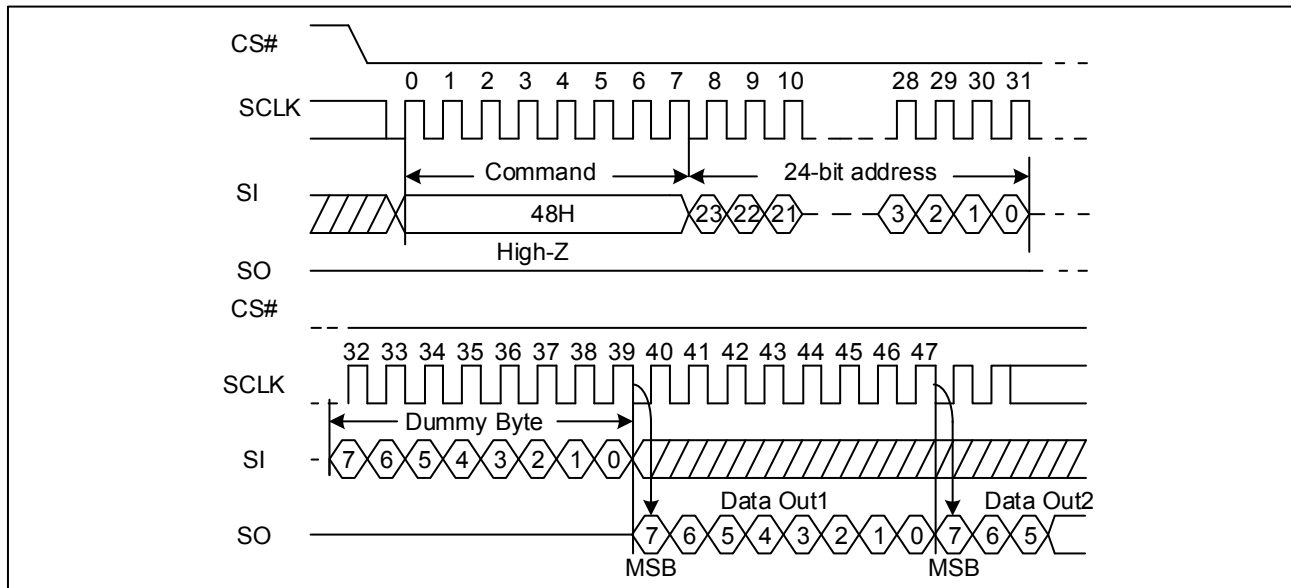 CS#
0 1 2 3 4 5 6 7 8 9 10 28 29 30 31
SCLK
Command 24-bit address
SI
48H 23 22 21 3 2 1 0
High-Z
SO
CS#
32 33 34 35 36 37 38 39 40 41 42 43 44 45 46 47
SCLK
Dummy Byte
SI 7 6 5 4 3 2 1 0
Data Out1 Data Out2
SO 7 6 5 4 3 2 1 0 7 6 5
MSB MSB